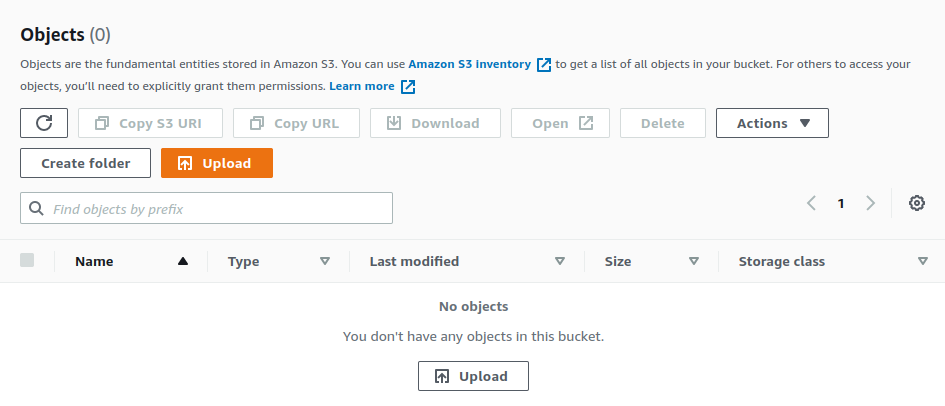 Objects (0)
Objects are the fundamental entities stored in Amazon S3. You can use Amazon S3 inventory to get a list of all objects in your bucket. For others to access your
objects, you'll need to explicitly grant them permissions. Learn more
Copy S3 URI Copy URL Download Open Delete Actions
Create folder Upload
Find objects by prefix 1
Name Type Last modified Size Storage class
No objects
You don't have any objects in this bucket.
Upload